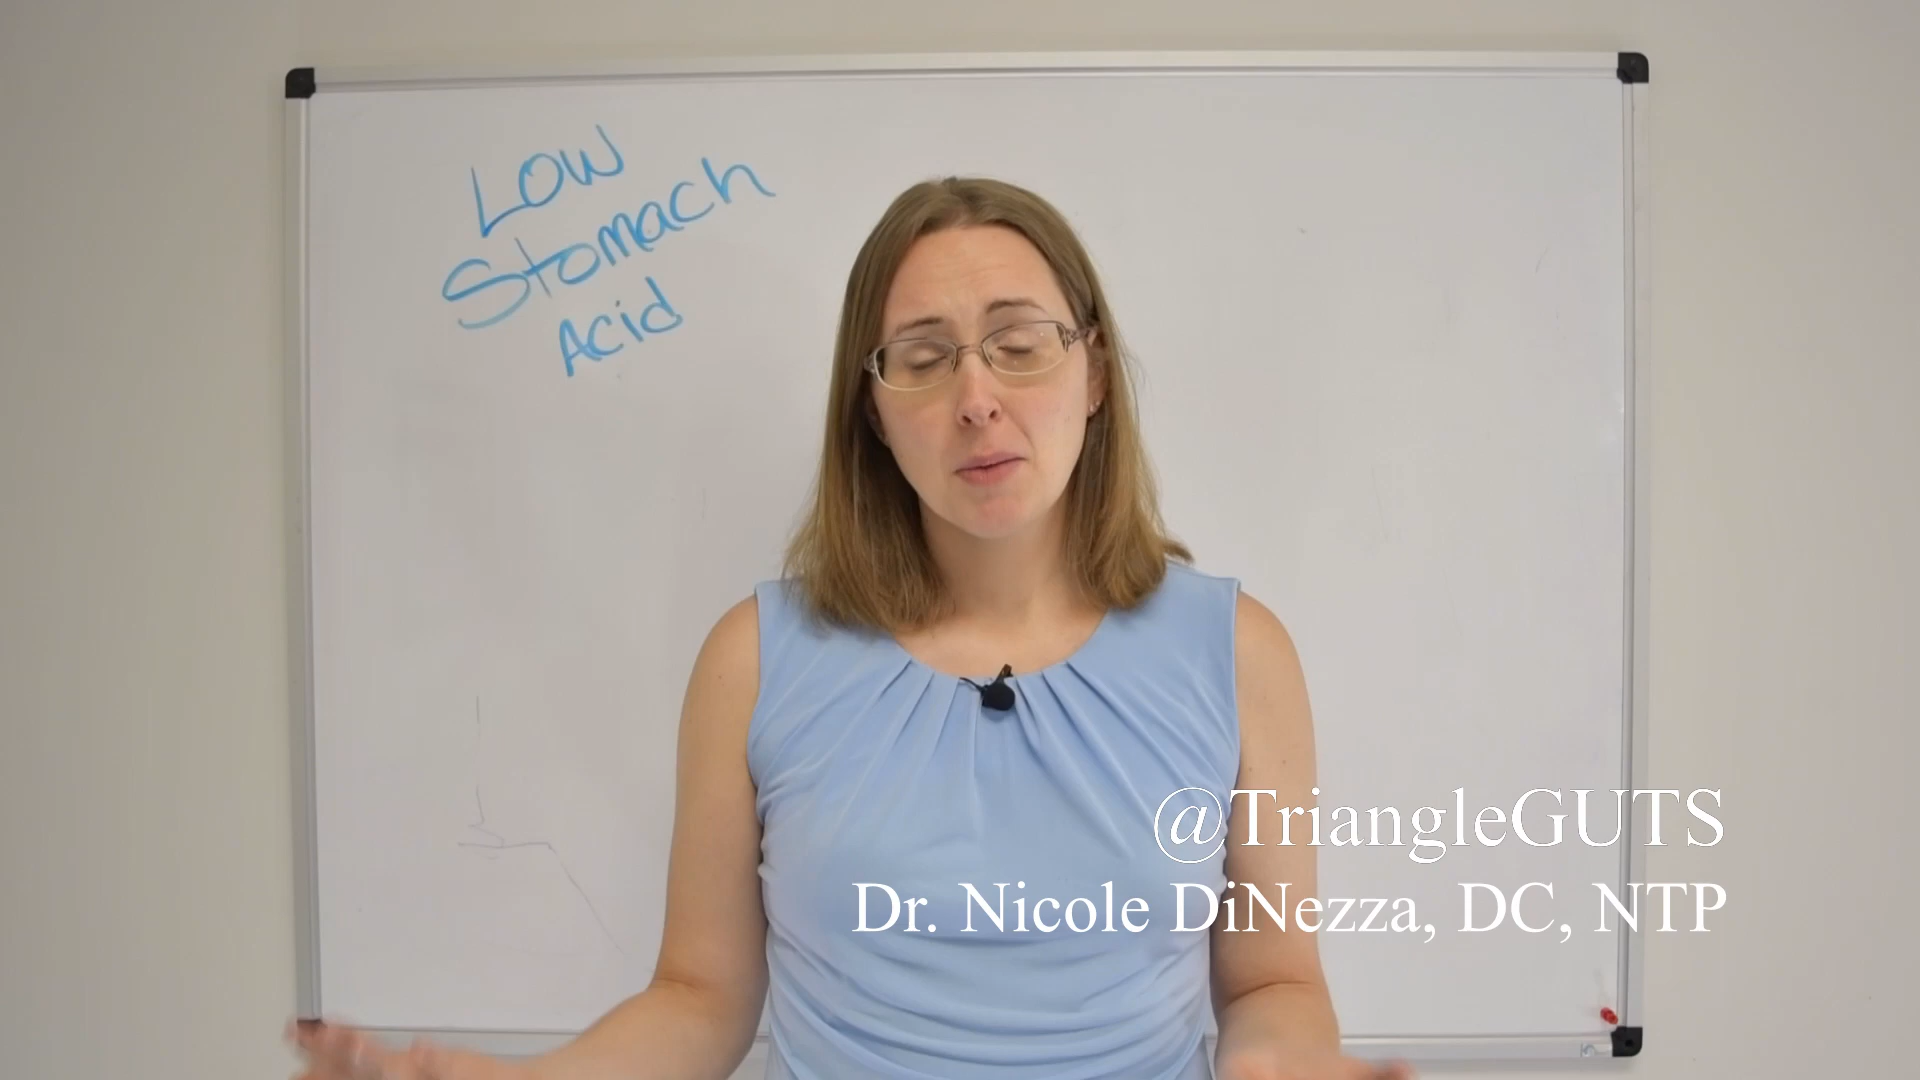 Low
Stomach
Acid
@TriangleGUTS
Dr. Nicole DiNezza, DC, NTP